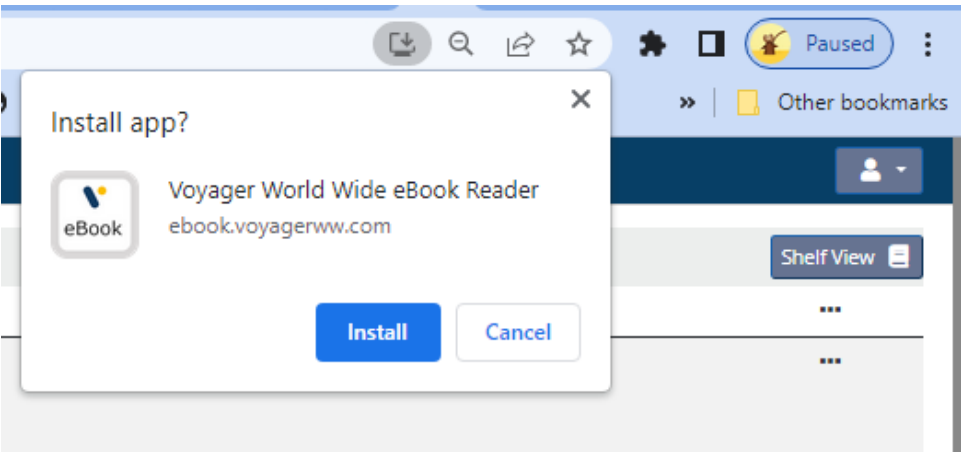 Paused
Other bookmarks
Install app?
Voyager World Wide eBook Reader
eBook
ebook.voyagerww.com
Shelf View
Install
Cancel